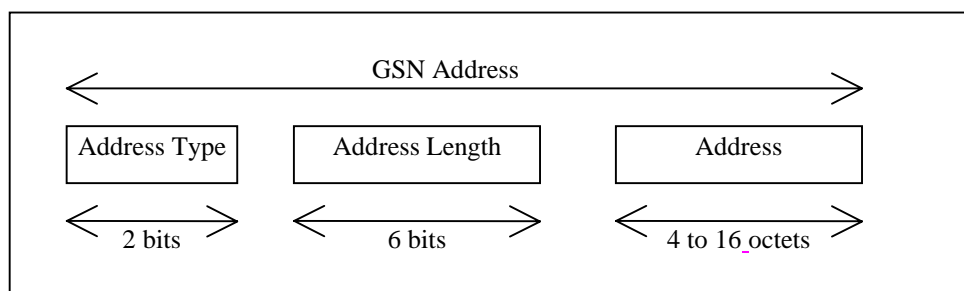 GSN Address
Address Type Address Length Address
2 bits 6 bits 4 to 16 octets